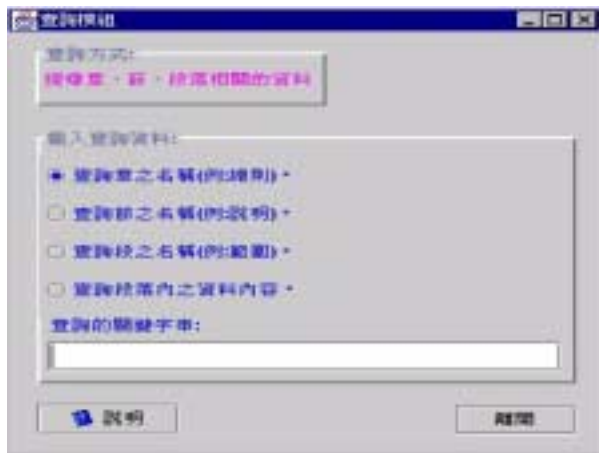 查詢模組
查詢方式:
搜尋章、節、段落相關的資料
輸入查詢資料:
查詢章之名稱(例:總則)。
查詢節之名稱(例:說明)。
查詢段之名稱(例:範圍)。
查詢段落內之資料內容。
查詢的關鍵字串:
說明
離開